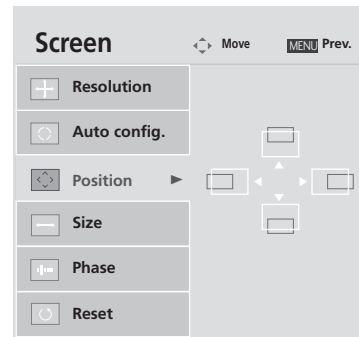 Screen Move MENU Prev.
Resolution
Auto config.
Position
Size
Phase
Reset